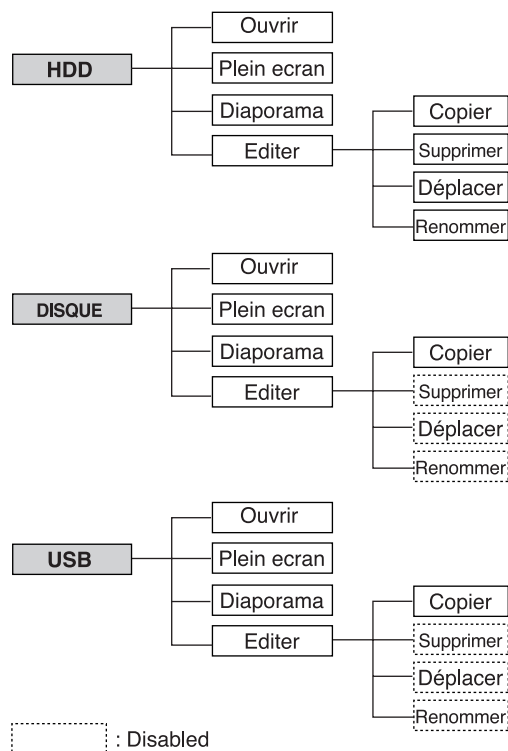 HDD
Ouvrir
Plein ecran
Diaporama
Editer
Copier
Supprimer
Déplacer
Renommer
DISQUE
Ouvrir
Plein ecran
Diaporama
Editer
Copier
Supprimer
Déplacer
Renommer
USB
Ouvrir
Plein ecran
Diaporama
Editer
Copier
Supprimer
Déplacer
Renommer
: Disabled